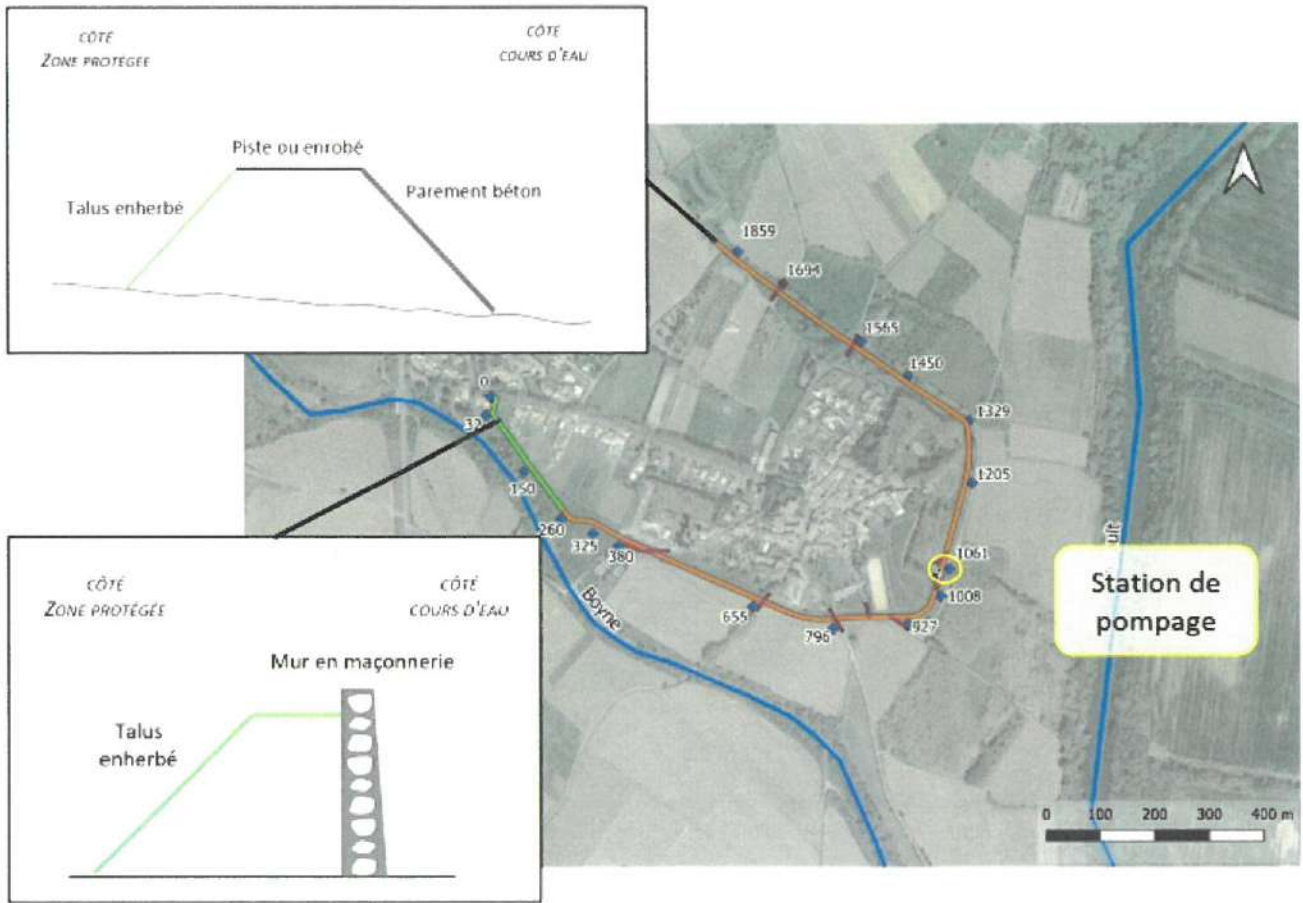 CÔTÉ
ZONE PROTÉGÉE
CÔTÉ
COURS D'EAU
Piste ou enrobé
Talus enherbé
Parement béton
1859
1694
1565
1450
1329
1205
1061
1008
927
796
655
380
325
260
150
32
0
Boyne
Station de
pompage
CÔTÉ
ZONE PROTÉGÉE
CÔTÉ
COURS D'EAU
Mur en maçonnerie
Talus
enherbé
0 100 200 300 400 m